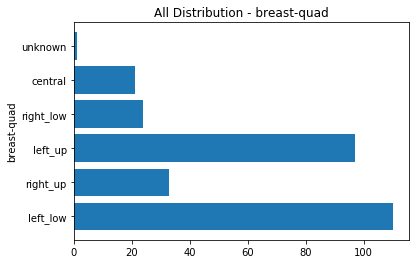 All Distribution - breast-quad
unknown
central
right_low
left_up
right_up
left_low
breast-quad
0 20 40 60 80 100